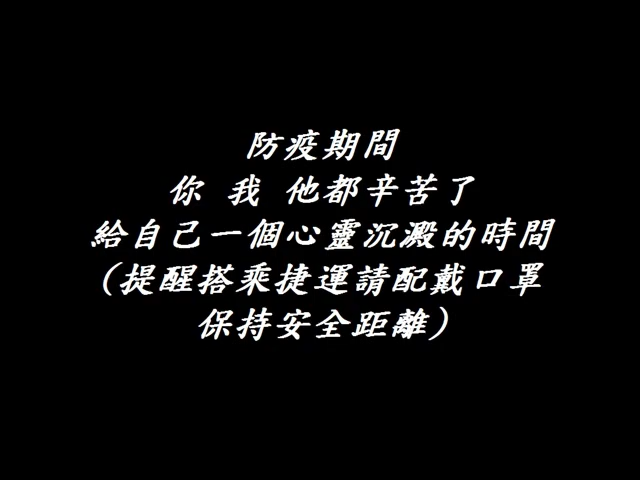 防疫期間
你 我 他都辛苦了
給自己一個心靈沉澱的時間
(提醒搭乘捷運請配戴口罩
保持安全距離)